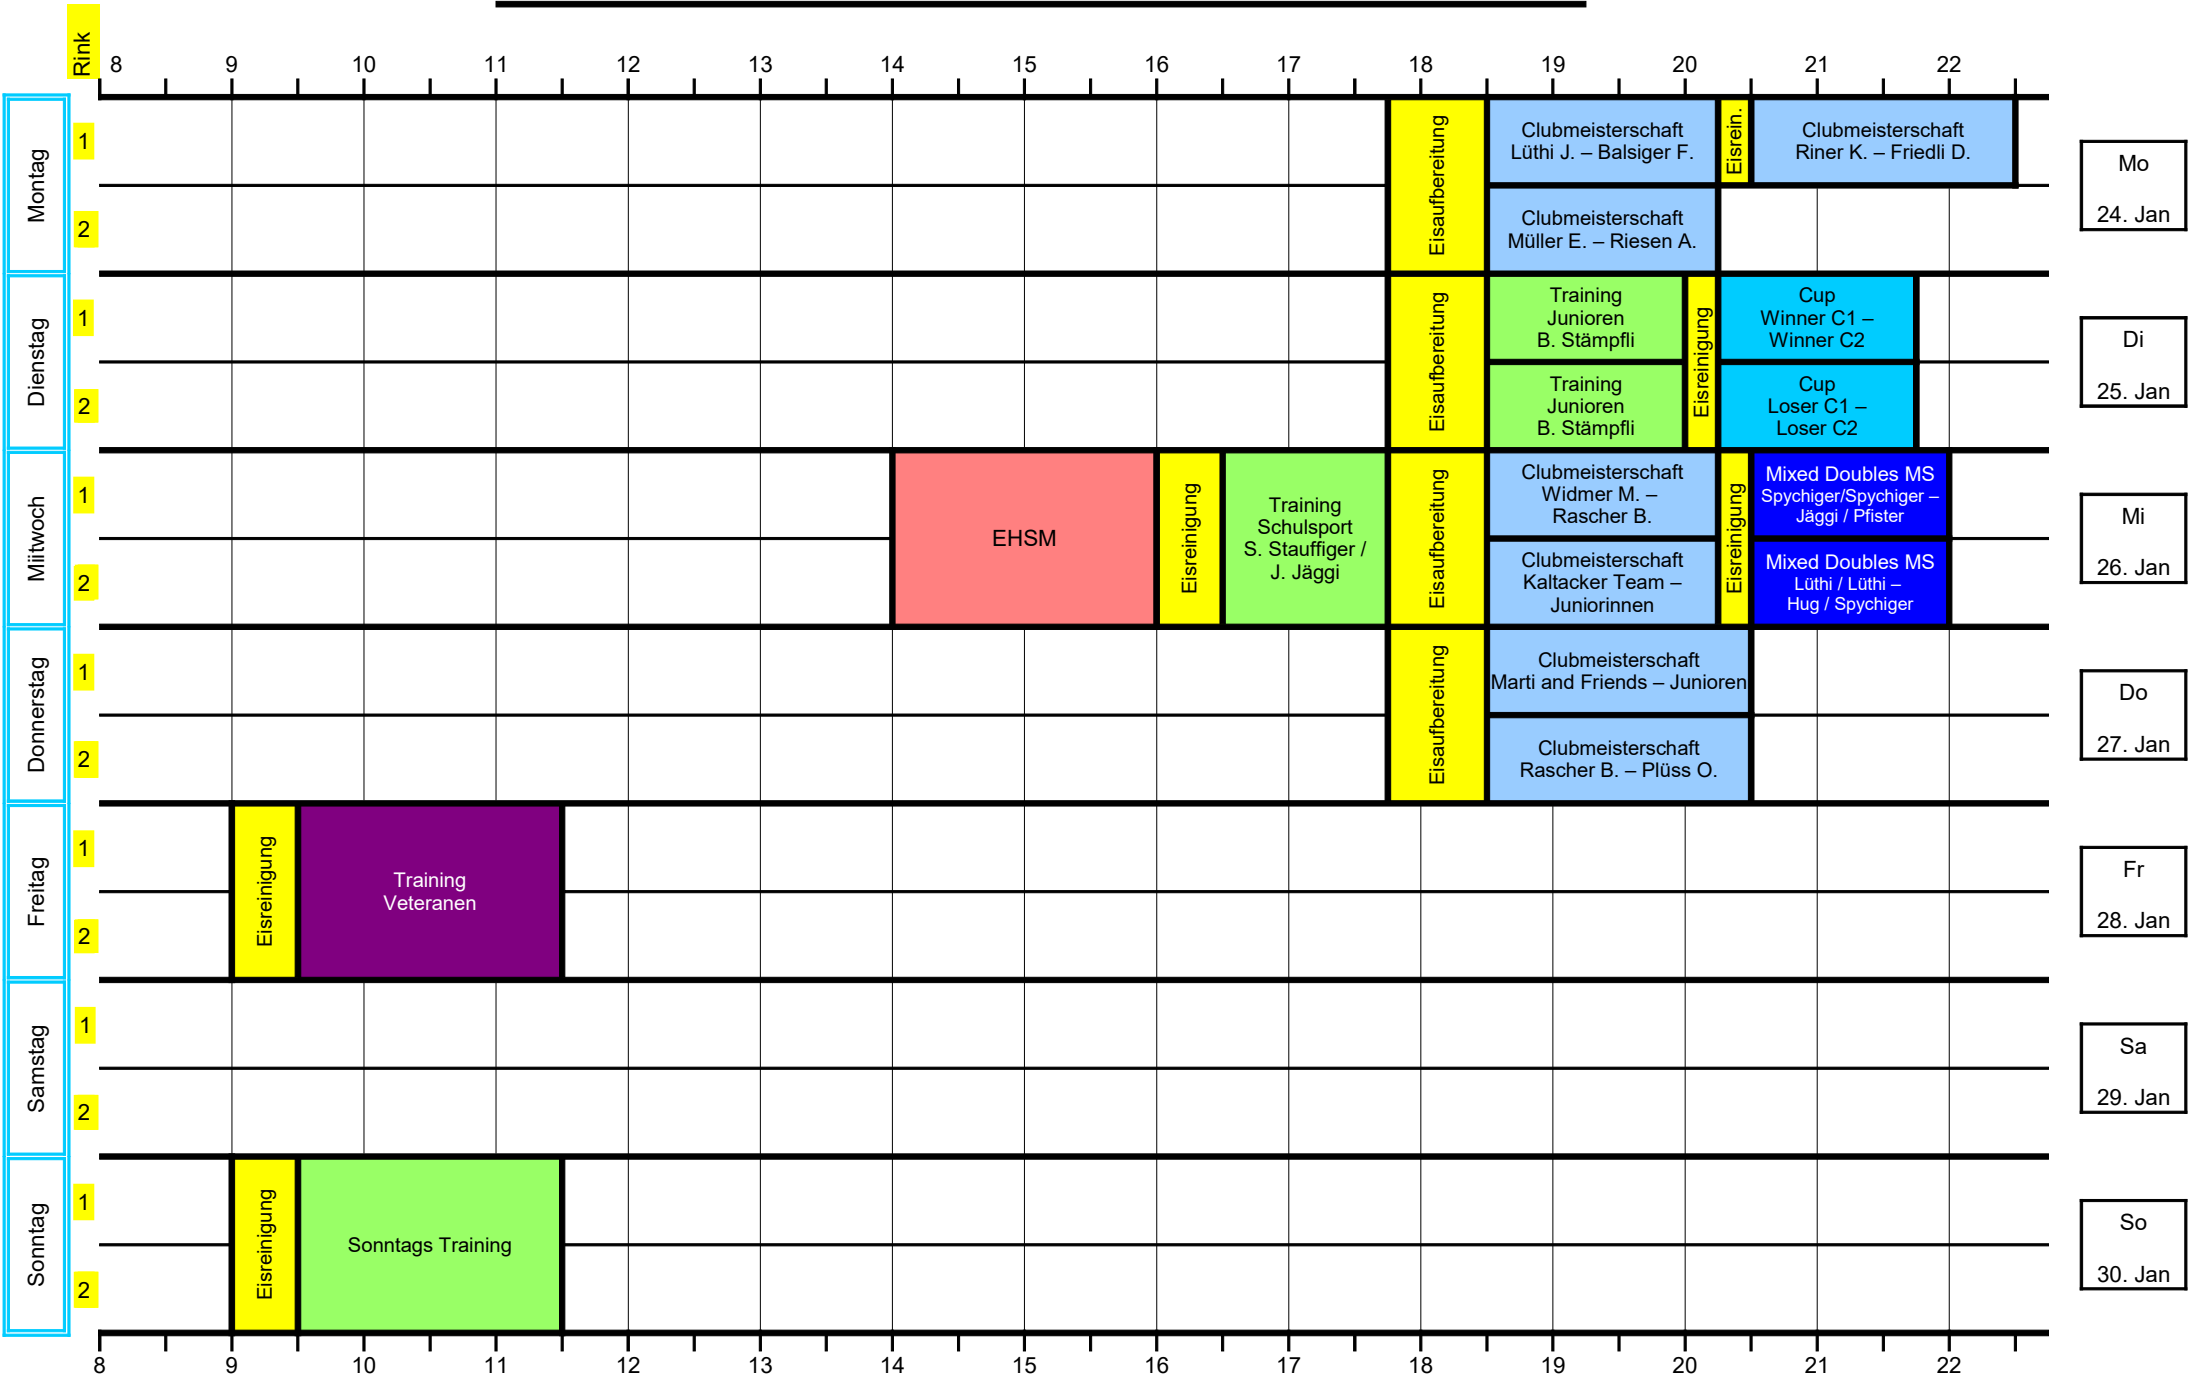 Rink
8 9 10 11 12 13 14 15 16 17 18 19 20 21 22
Montag
1
2
Eisaufbereitung
Clubmeisterschaft
Lüthi J. – Balsiger F.
Eisrein.
Clubmeisterschaft
Riner K. – Friedli D.
Clubmeisterschaft
Müller E. – Riesen A.
Mo
24. Jan
Dienstag
1
2
Eisaufbereitung
Training
Junioren
B. Stämpfli
Training
Junioren
B. Stämpfli
Eisreinigung
Cup
Winner C1 –
Winner C2
Cup
Loser C1 –
Loser C2
Di
25. Jan
Miitwoch
1
2
EHSM
Eisreinigung
Training
Schulsport
S. Stauffiger /
J. Jäggi
Eisaufbereitung
Clubmeisterschaft
Widmer M. –
Rascher B.
Clubmeisterschaft
Kaltacker Team –
Juniorinnen
Eisreinigung
Mixed Doubles MS
Spychiger/Spychiger –
Jäggi / Pfister
Mixed Doubles MS
Lüthi / Lüthi –
Hug / Spychiger
Mi
26. Jan
Donnerstag
1
2
Eisaufbereitung
Clubmeisterschaft
Marti and Friends – Junioren
Clubmeisterschaft
Rascher B. – Plüss O.
Do
27. Jan
Freitag
1
2
Eisreinigung
Training
Veteranen
Fr
28. Jan
Samstag
1
2
Sa
29. Jan
Sonntag
1
2
Eisreinigung
Sonntags Training
So
30. Jan
8 9 10 11 12 13 14 15 16 17 18 19 20 21 22